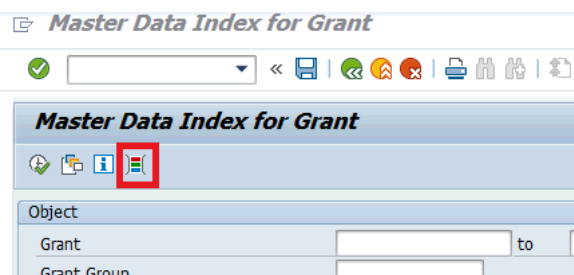 Master Data Index for Grant
Master Data Index for Grant
Object
Grant to
Grant Group